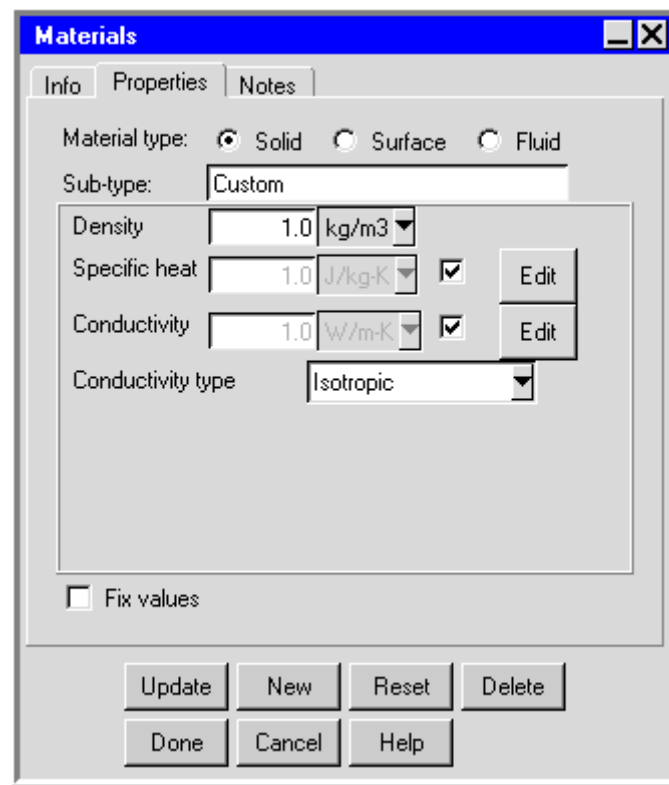 Materials
Info Properties Notes
Material type: Solid Surface Fluid
Sub-type: Custom
Density 1.0 kg/m3
Specific heat 1.0 J/kg-K Edit
Conductivity 1.0 W/m-K Edit
Conductivity type Isotropic
Fix values
Update New Reset Delete
Done Cancel Help